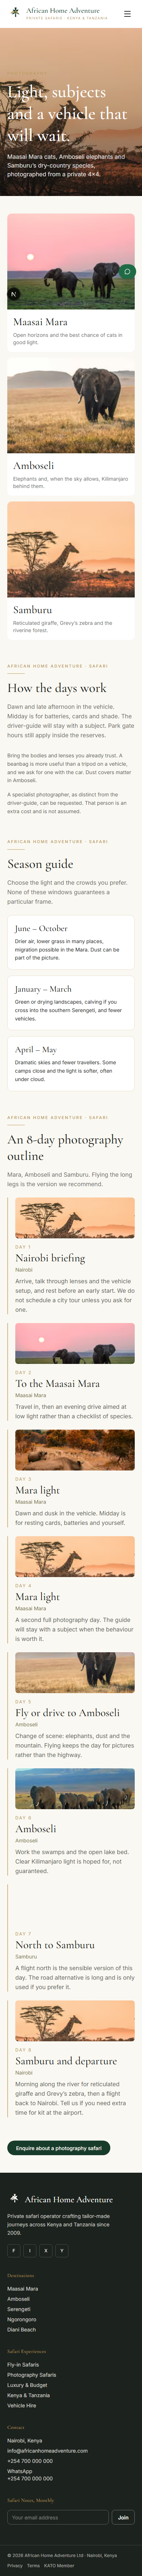 African Home Adventure
PRIVATE SAFARIS · KENYA & TANZANIA
Light, subjects
and a vehicle that
will wait.
Maasai Mara cats, Amboseli elephants and
Samburu's dry-country species,
photographed from a private 4x4.
N
Maasai Mara
Open horizons and the best chance of cats in
good light.
Amboseli
Elephants and, when the sky allows, Kilimanjaro
behind them.
Samburu
Reticulated giraffe, Grevy's zebra and the
riverine forest.
AFRICAN HOME ADVENTURE · SAFARI
How the days work
Dawn and late afternoon in the vehicle.
Midday is for batteries, cards and shade. The
driver-guide will stay with a subject. Park gate
hours still apply inside the reserves.
Bring the bodies and lenses you already trust. A
beanbag is more useful than a tripod on a vehicle,
and we ask for one with the car. Dust covers matter
in Amboseli.
A specialist photographer, as distinct from the
driver-guide, can be requested. That person is an
extra cost and is not assumed.
AFRICAN HOME ADVENTURE · SAFARI
Season guide
Choose the light and the crowds you prefer.
None of these windows guarantees a
particular frame.
June – October
Drier air, lower grass in many places,
migration possible in the Mara. Dust can be
part of the picture.
January – March
Green or drying landscapes, calving if you
cross into the southern Serengeti, and fewer
vehicles.
April – May
Dramatic skies and fewer travellers. Some
camps close and the light is softer, often
under cloud.
AFRICAN HOME ADVENTURE · SAFARI
An 8-day photography
outline
Mara, Amboseli and Samburu. Flying the long
legs is the version we recommend.
DAY 1
Nairobi briefing
Nairobi
Arrive, talk through lenses and the vehicle
setup, and rest before an early start. We do
not schedule a city tour unless you ask for
one.
DAY 2
To the Maasai Mara
Maasai Mara
Travel in, then an evening drive aimed at
low light rather than a checklist of species.
DAY 3
Mara light
Maasai Mara
Dawn and dusk in the vehicle. Midday is
for resting cards, batteries and yourself.
DAY 4
Mara light
Maasai Mara
A second full photography day. The guide
will stay with a subject when the behaviour
is worth it.
DAY 5
Fly or drive to Amboseli
Amboseli
Change of scene: elephants, dust and the
mountain. Flying keeps the day for pictures
rather than the highway.
DAY 6
Amboseli
Amboseli
Work the swamps and the open lake bed.
Clear Kilimanjaro light is hoped for, not
guaranteed.
DAY 7
North to Samburu
Samburu
A flight north is the sensible version of this
day. The road alternative is long and is only
used if you prefer it.
DAY 8
Samburu and departure
Nairobi
Morning along the river for reticulated
giraffe and Grevy's zebra, then a flight
back to Nairobi. Tell us if you need extra
time for kit at the airport.
Enquire about a photography safari
African Home Adventure
Private safari operator crafting tailor-made
journeys across Kenya and Tanzania since
2009.
F I X Y
Destinations
Maasai Mara
Amboseli
Serengeti
Ngorongoro
Diani Beach
Safari Experiences
Fly-in Safaris
Photography Safaris
Luxury & Budget
Kenya & Tanzania
Vehicle Hire
Contact
Nairobi, Kenya
info@africanhomeadventure.com
+254 700 000 000
WhatsApp
+254 700 000 000
Safari Notes, Monthly
Your email address
Join
© 2026 African Home Adventure Ltd · Nairobi, Kenya
Privacy Terms KATO Member